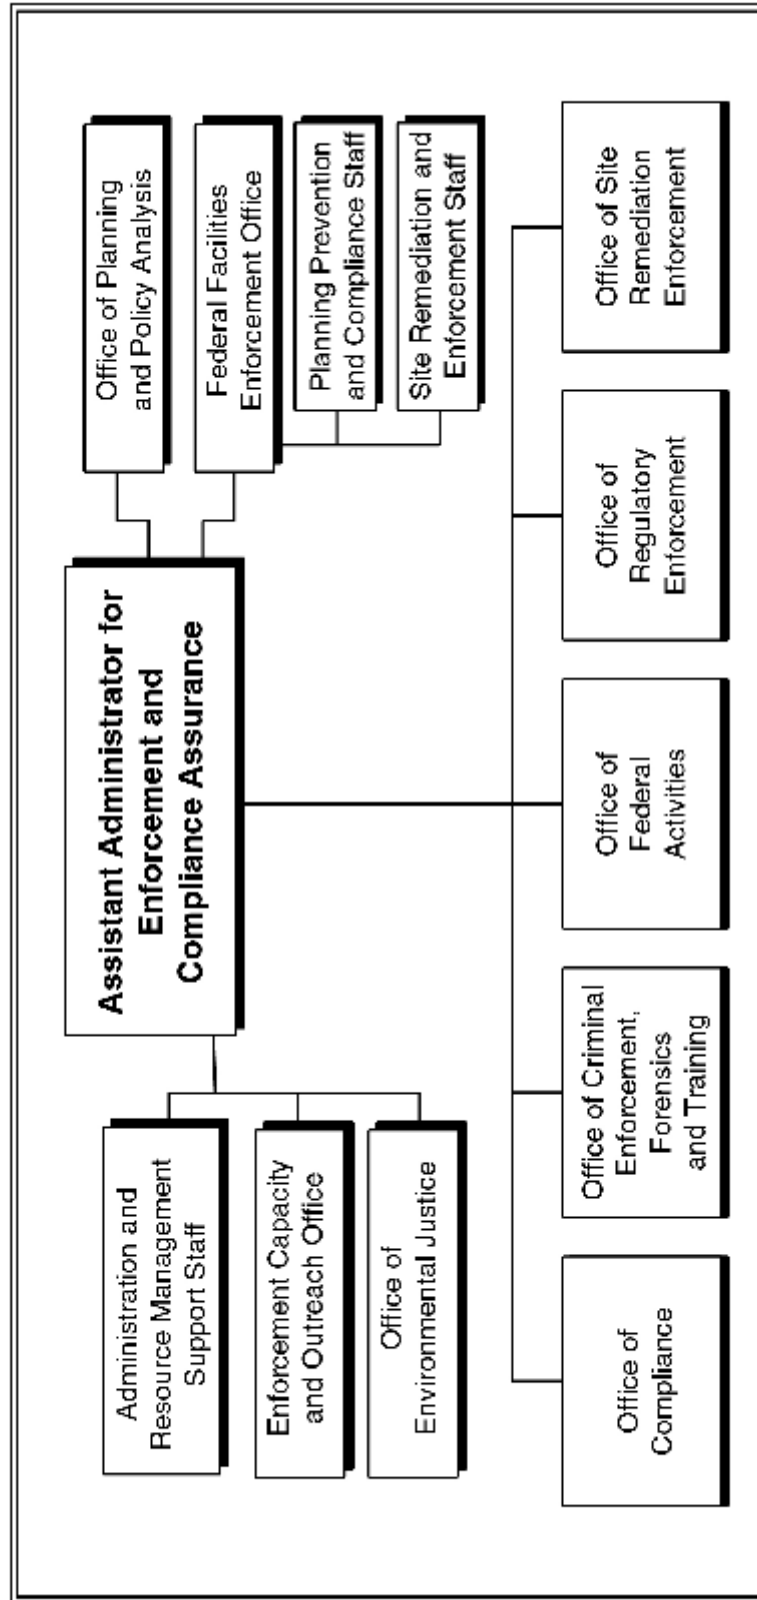 Assistant Administrator for
Enforcement and
Compliance Assurance
Administration and
Resource Management
Support Staff
Enforcement Capacity
and Outreach Office
Office of
Environmental Justice
Office of Planning
and Policy Analysis
Federal Facilities
Enforcement Office
Planning Prevention
and Compliance Staff
Site Remediation and
Enforcement Staff
Office of
Compliance
Office of Criminal
Enforcement,
Forensics
and Training
Office of
Federal
Activities
Office of
Regulatory
Enforcement
Office of Site
Remediation
Enforcement